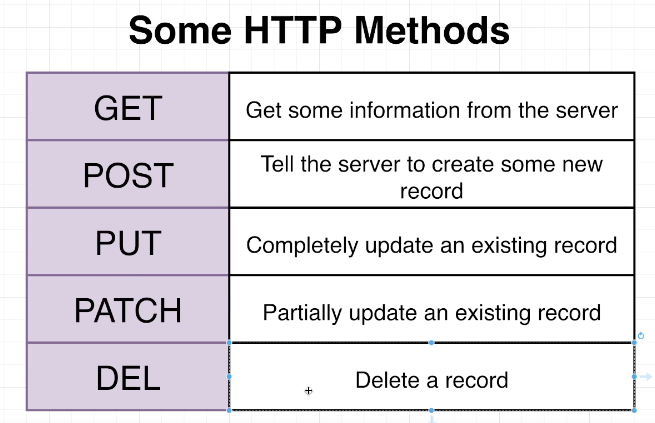 Some HTTP Methods
GET
Get some information from the server
POST
Tell the server to create some new
record
PUT
Completely update an existing record
PATCH
Partially update an existing record
DEL
Delete a record